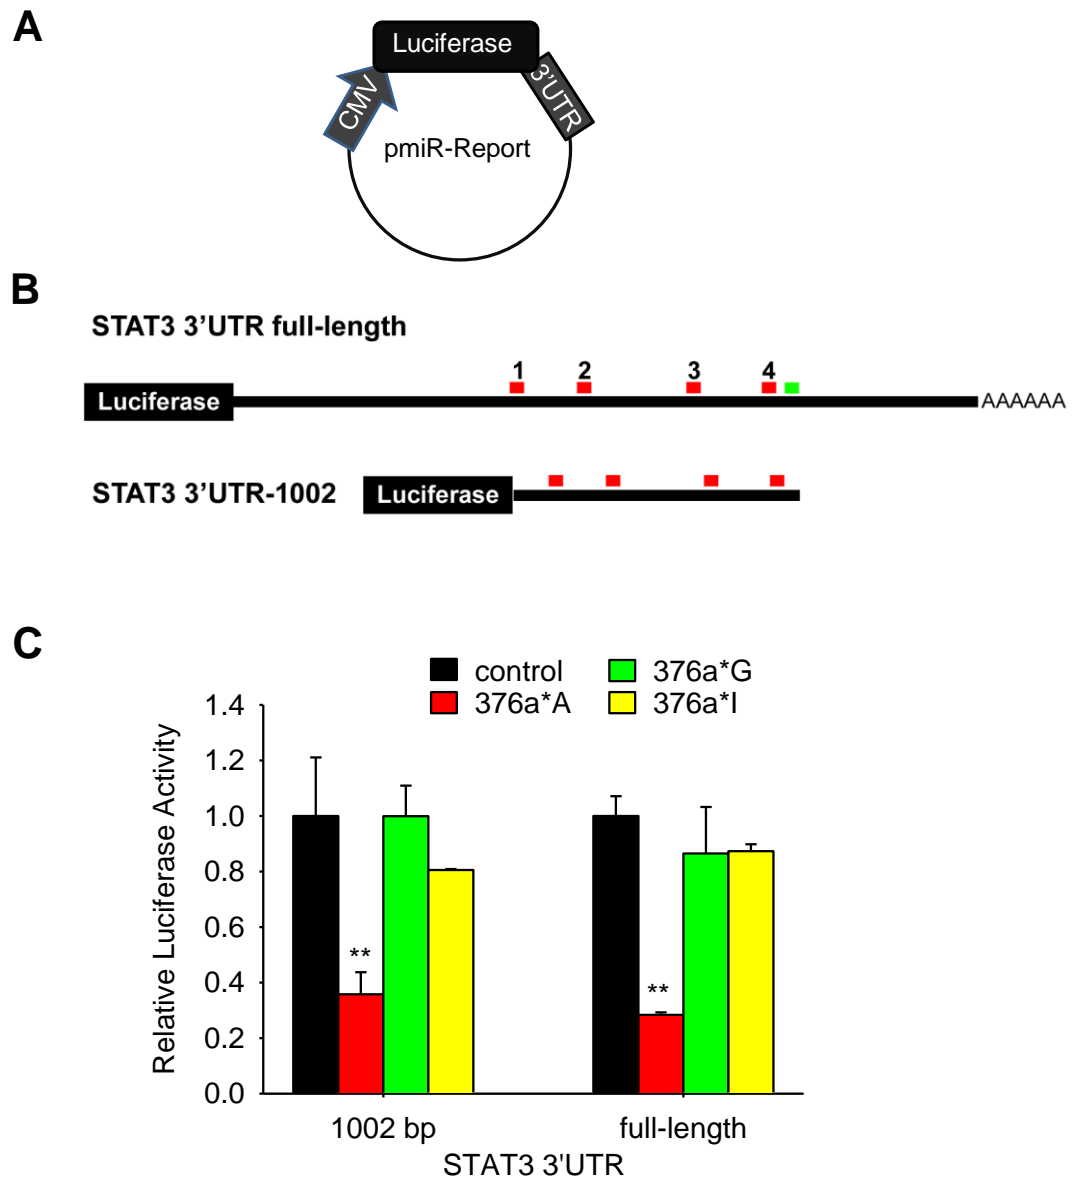 A
Luciferase
CMV
3'UTR
pmiR-Report
B
STAT3 3'UTR full-length
1 2 3 4
Luciferase
AAAAAA
STAT3 3'UTR-1002
Luciferase
C
control
376a*G
376a*A
376a*I
Relative Luciferase Activity
1.4
1.2
1.0
0.8
0.6
0.4
0.2
0.0
**
**
1002 bp
full-length
STAT3 3'UTR